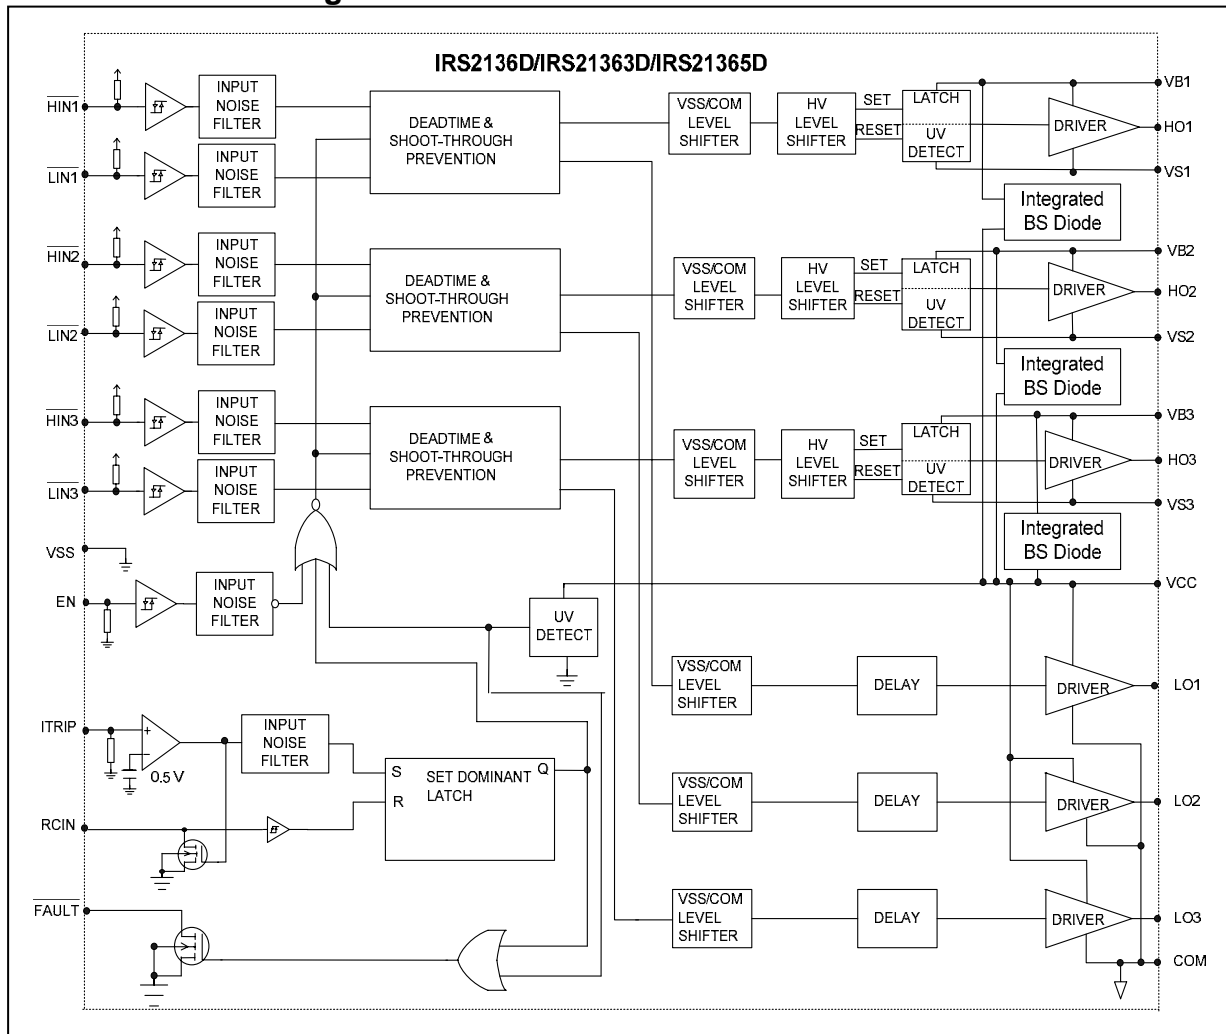 g
IRS2136D/IRS21363D/IRS21365D
HIN1
INPUT
NOISE
FILTER
LIN1
INPUT
NOISE
FILTER
DEADTIME &
SHOOT-THROUGH
PREVENTION
VSS/COM
LEVEL
SHIFTER
HV
LEVEL
SHIFTER
SET
RESET
LATCH
UV
DETECT
DRIVER
VB1
HO1
VS1
Integrated
BS Diode
HIN2
INPUT
NOISE
FILTER
LIN2
INPUT
NOISE
FILTER
DEADTIME &
SHOOT-THROUGH
PREVENTION
VSS/COM
LEVEL
SHIFTER
HV
LEVEL
SHIFTER
SET
RESET
LATCH
UV
DETECT
DRIVER
VB2
HO2
VS2
Integrated
BS Diode
HIN3
INPUT
NOISE
FILTER
LIN3
INPUT
NOISE
FILTER
DEADTIME &
SHOOT-THROUGH
PREVENTION
VSS/COM
LEVEL
SHIFTER
HV
LEVEL
SHIFTER
SET
RESET
LATCH
UV
DETECT
DRIVER
VB3
HO3
VS3
Integrated
BS Diode
VSS
EN
INPUT
NOISE
FILTER
UV
DETECT
VCC
VSS/COM
LEVEL
SHIFTER
DELAY
DRIVER
LO1
ITRIP
+
–
0.5 V
INPUT
NOISE
FILTER
S
R
SET DOMINANT
LATCH
Q
RCIN
VSS/COM
LEVEL
SHIFTER
DELAY
DRIVER
LO2
FAULT
VSS/COM
LEVEL
SHIFTER
DELAY
DRIVER
LO3
COM